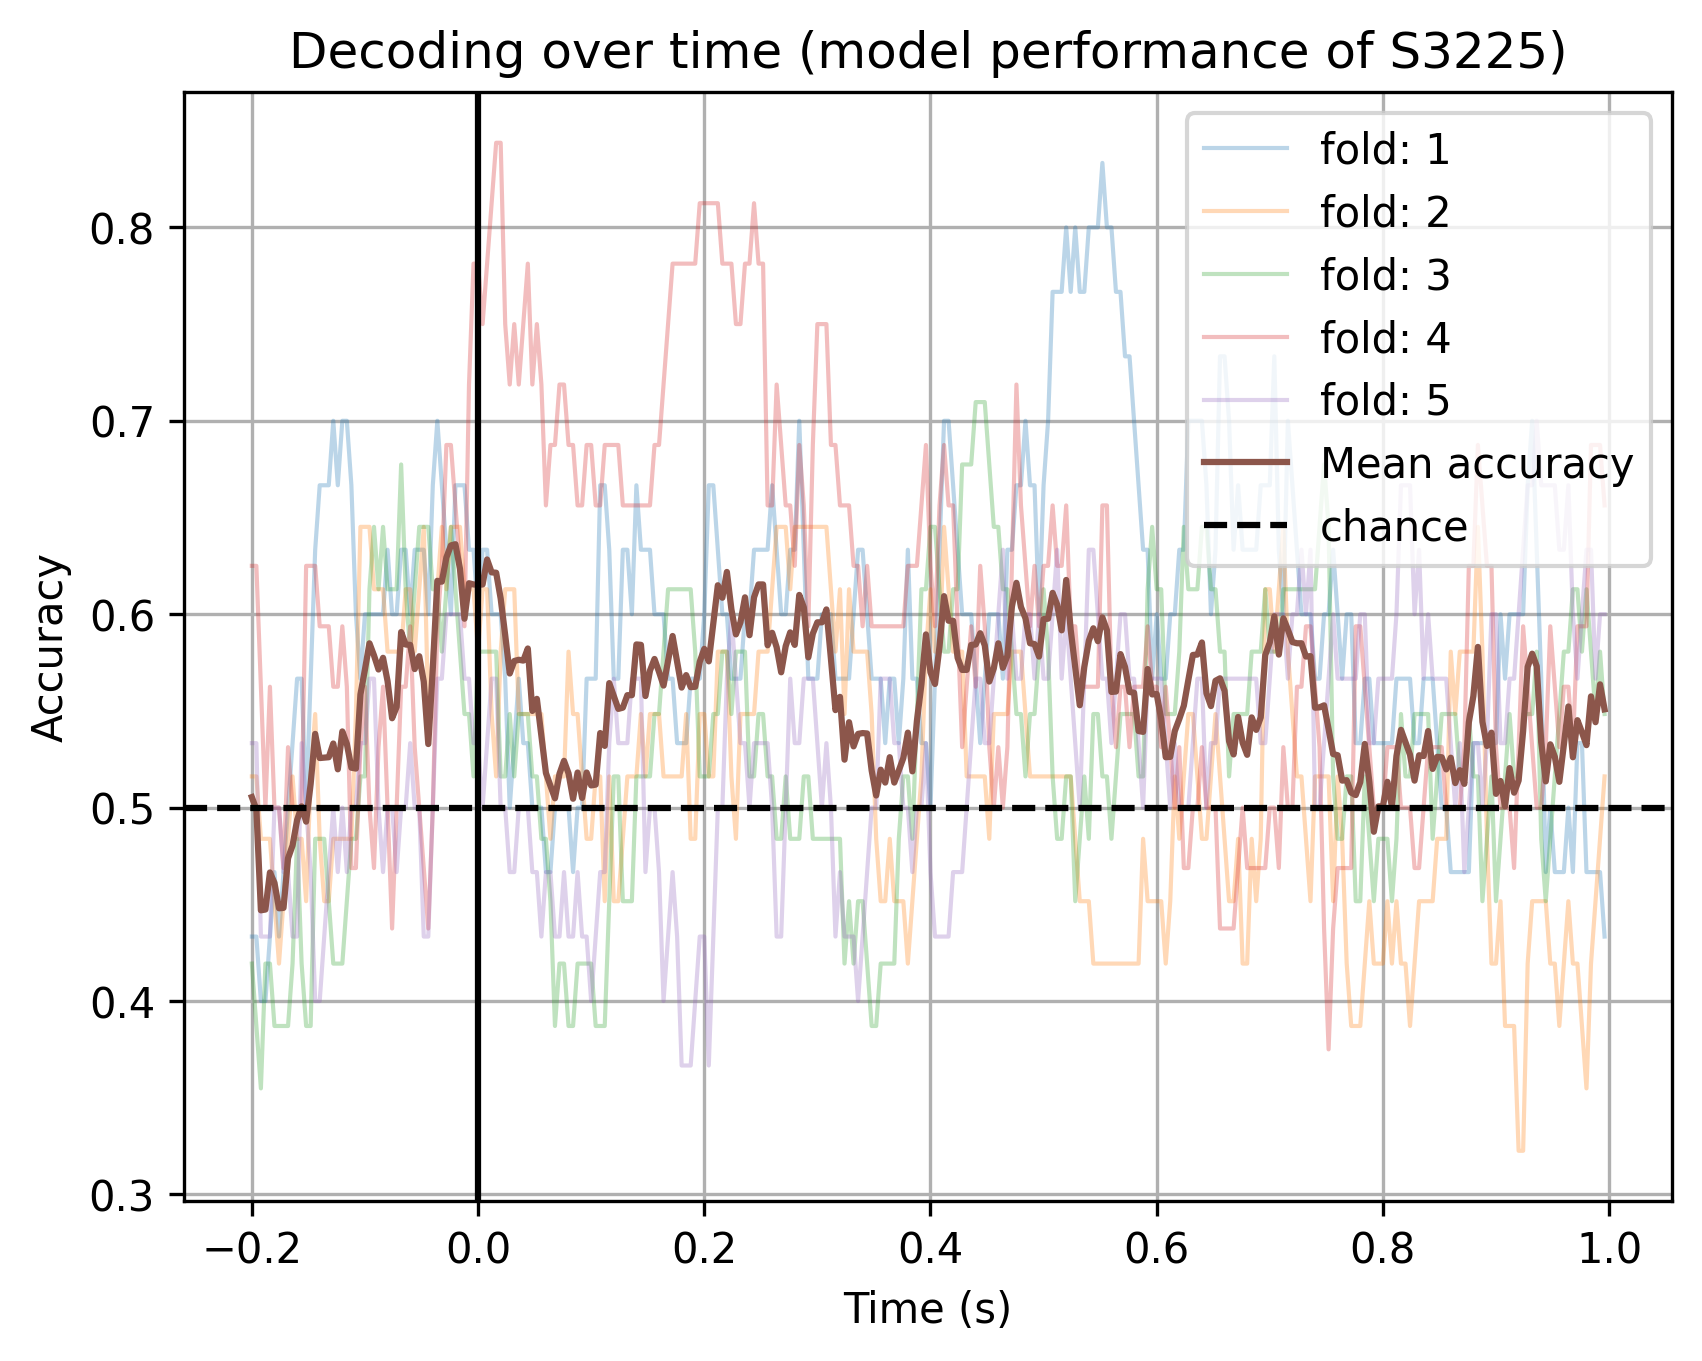 Decoding over time (model performance of S3225)
fold: 1
fold: 2
fold: 3
fold: 4
fold: 5
Mean accuracy
chance
Accuracy
0.8
0.7
0.6
0.5
0.4
0.3
−0.2 0.0 0.2 0.4 0.6 0.8 1.0
Time (s)